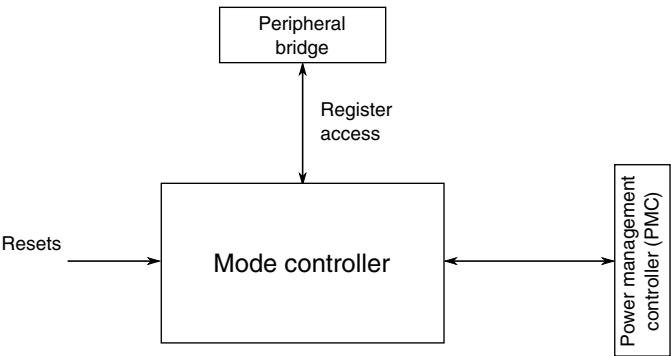 Peripheral
bridge
Register
access
Resets
Mode controller
Power management
controller (PMC)